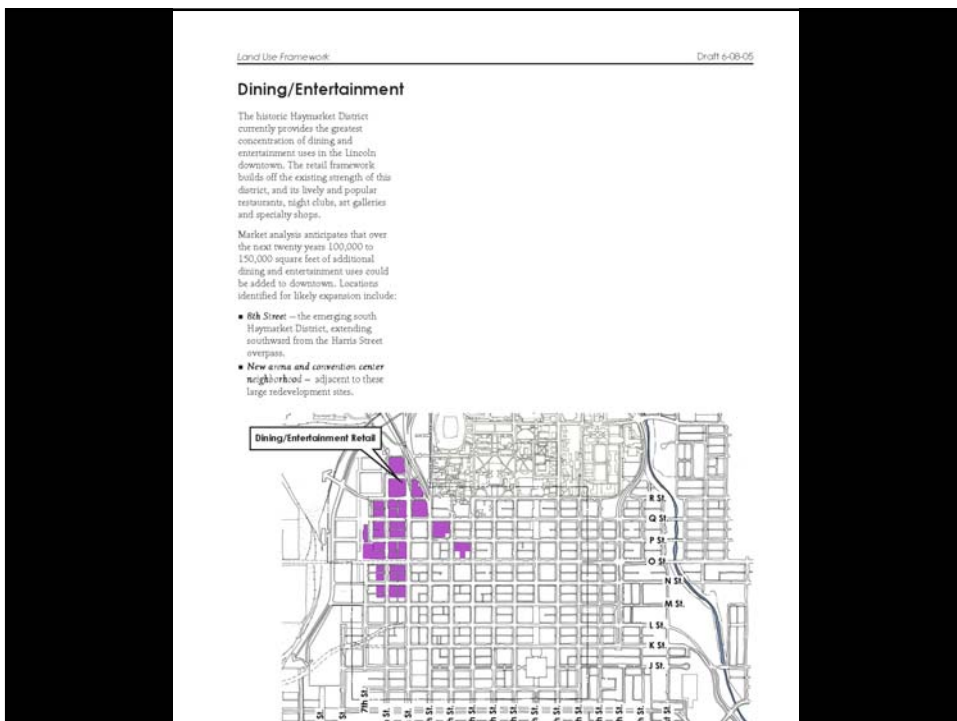 Land Use Framework
Draft 6-08-05
Dining/Entertainment
The historic Haymarket District
currently provides the greatest
concentration of dining and
entertainment uses in the Lincoln
downtown. The retail framework
builds off the existing strength of this
district, and its lively and popular
restaurants, night clubs, art galleries
and specialty shops.
Market analysis anticipates that over
the next twenty years 100,000 to
150,000 square feet of additional
dining and entertainment uses could
be added to downtown. Locations
identified for likely expansion include:
• 8th Street – the emerging south
Haymarket District, extending
southward from the Harris Street
overpass.
• New arena and convention center
neighborhood – adjacent to these
large redevelopment sites.
Dining/Entertainment Retail
R St.
Q St.
P St.
O St.
N St.
M St.
L St.
K St.
J St.
7th St.